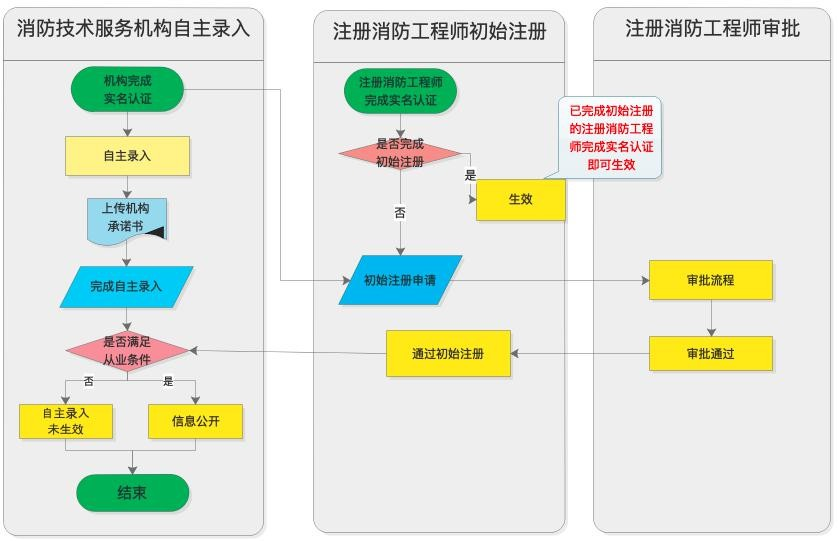 消防技术服务机构自主录入
机构完成
实名认证
自主录入
上传机构
承诺书
完成自主录入
是否满足
从业条件
否
是
自主录入
未生效
信息公开
结束
注册消防工程师初始注册
注册消防工程师
完成实名认证
是否完成
初始注册
是
否
生效
已完成初始注册
的注册消防工程
师完成实名认证
即可生效
初始注册申请
通过初始注册
注册消防工程师审批
审批流程
审批通过